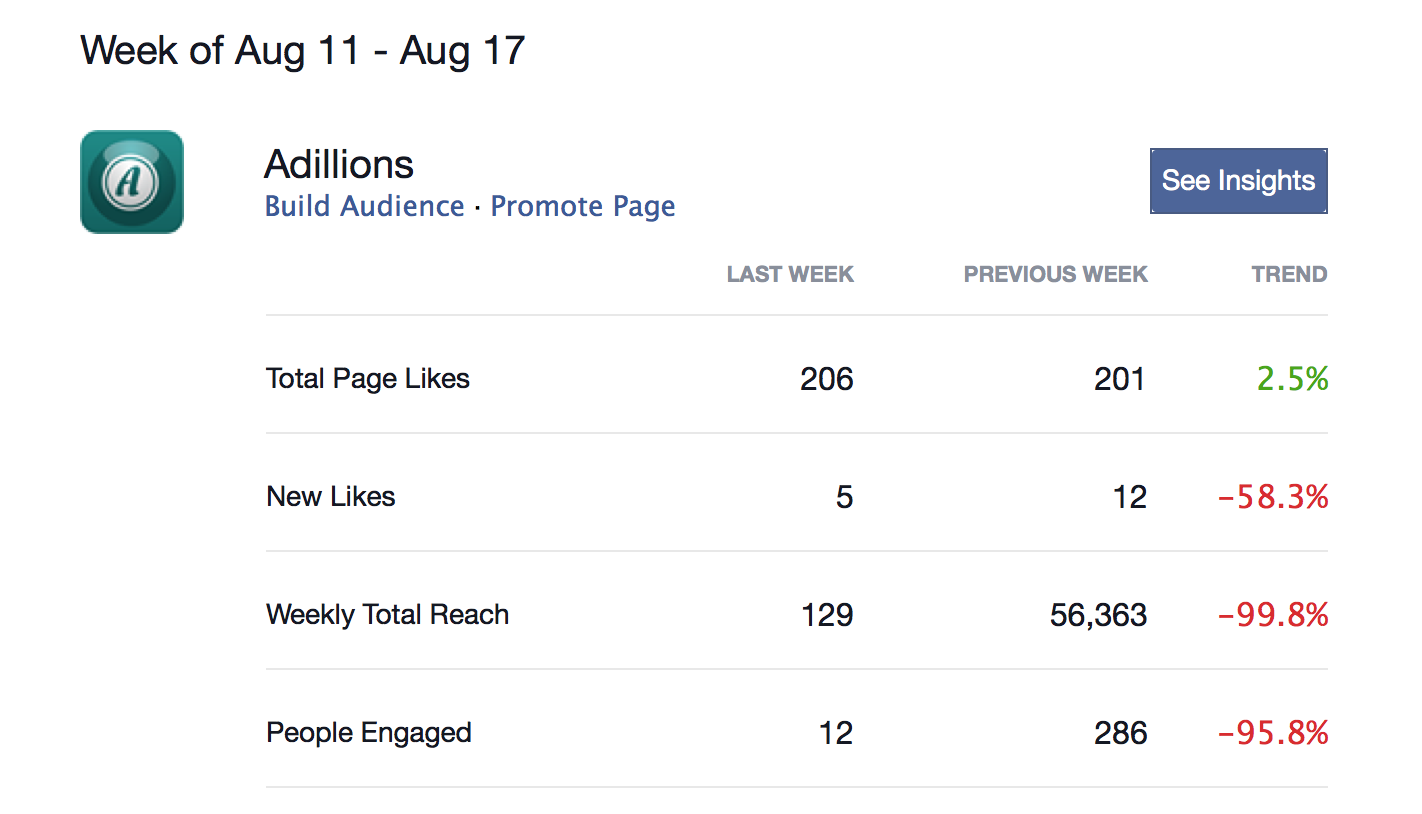 Week of Aug 11 - Aug 17
A
Adillions
Build Audience · Promote Page
See Insights
LAST WEEK PREVIOUS WEEK TREND
Total Page Likes 206 201 2.5%
New Likes 5 12 -58.3%
Weekly Total Reach 129 56,363 -99.8%
People Engaged 12 286 -95.8%